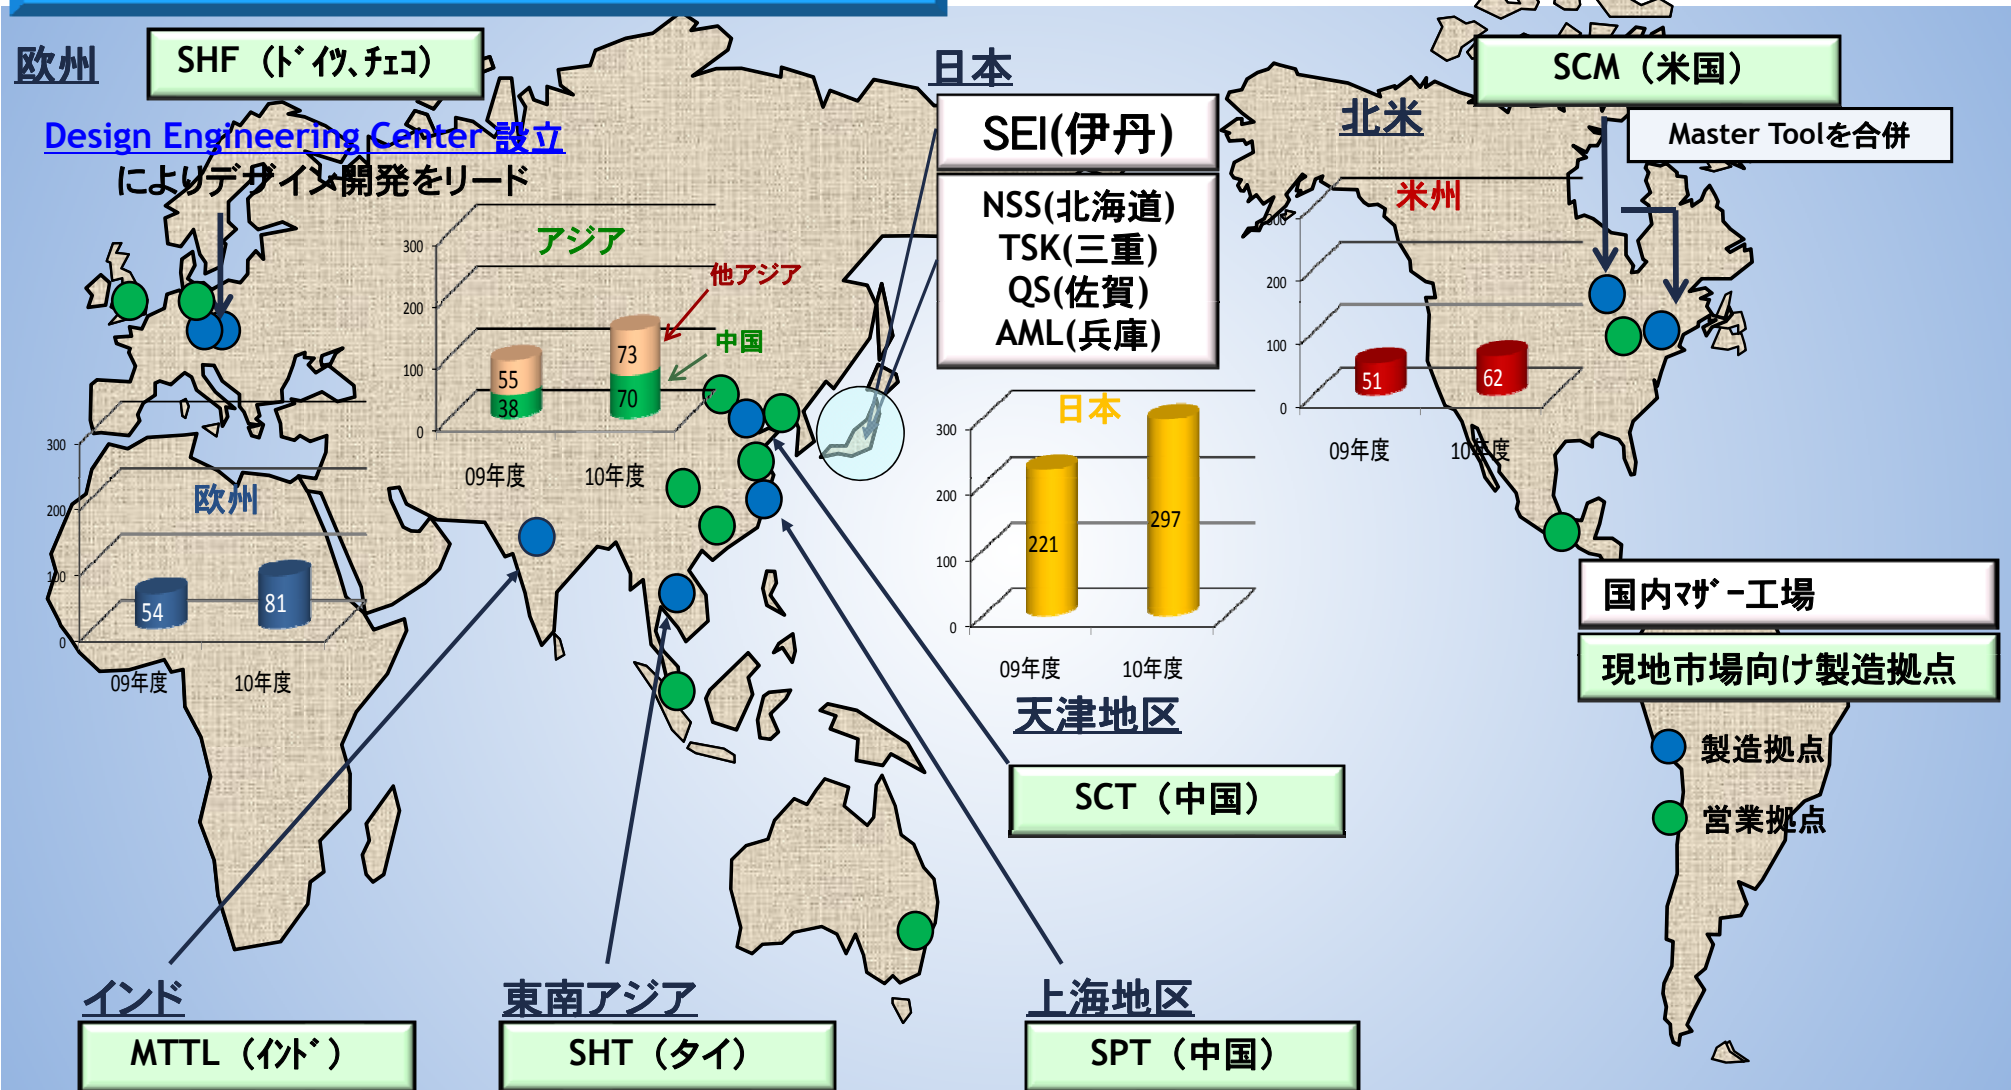 欧州
SHF（ﾄﾞｲﾂ、ﾁｪｺ）
Design Engineering Center 設立
によりデザイン開発をリード
日本
SEI(伊丹)
NSS(北海道)
TSK(三重)
QS(佐賀)
AML(兵庫)
北米
SCM（米国）
Master Toolを合併
アジア
300
200
100
0
他アジア
中国
55
38
73
70
09年度
10年度
米州
300
200
100
0
51
62
09年度
10年度
欧州
300
200
100
0
54
81
09年度
10年度
日本
300
200
100
0
221
297
09年度
10年度
国内ﾏｻﾞｰ工場
現地市場向け製造拠点
製造拠点
営業拠点
天津地区
SCT（中国）
インド
MTTL（ｲﾝﾄﾞ）
東南アジア
SHT（タイ）
上海地区
SPT（中国）